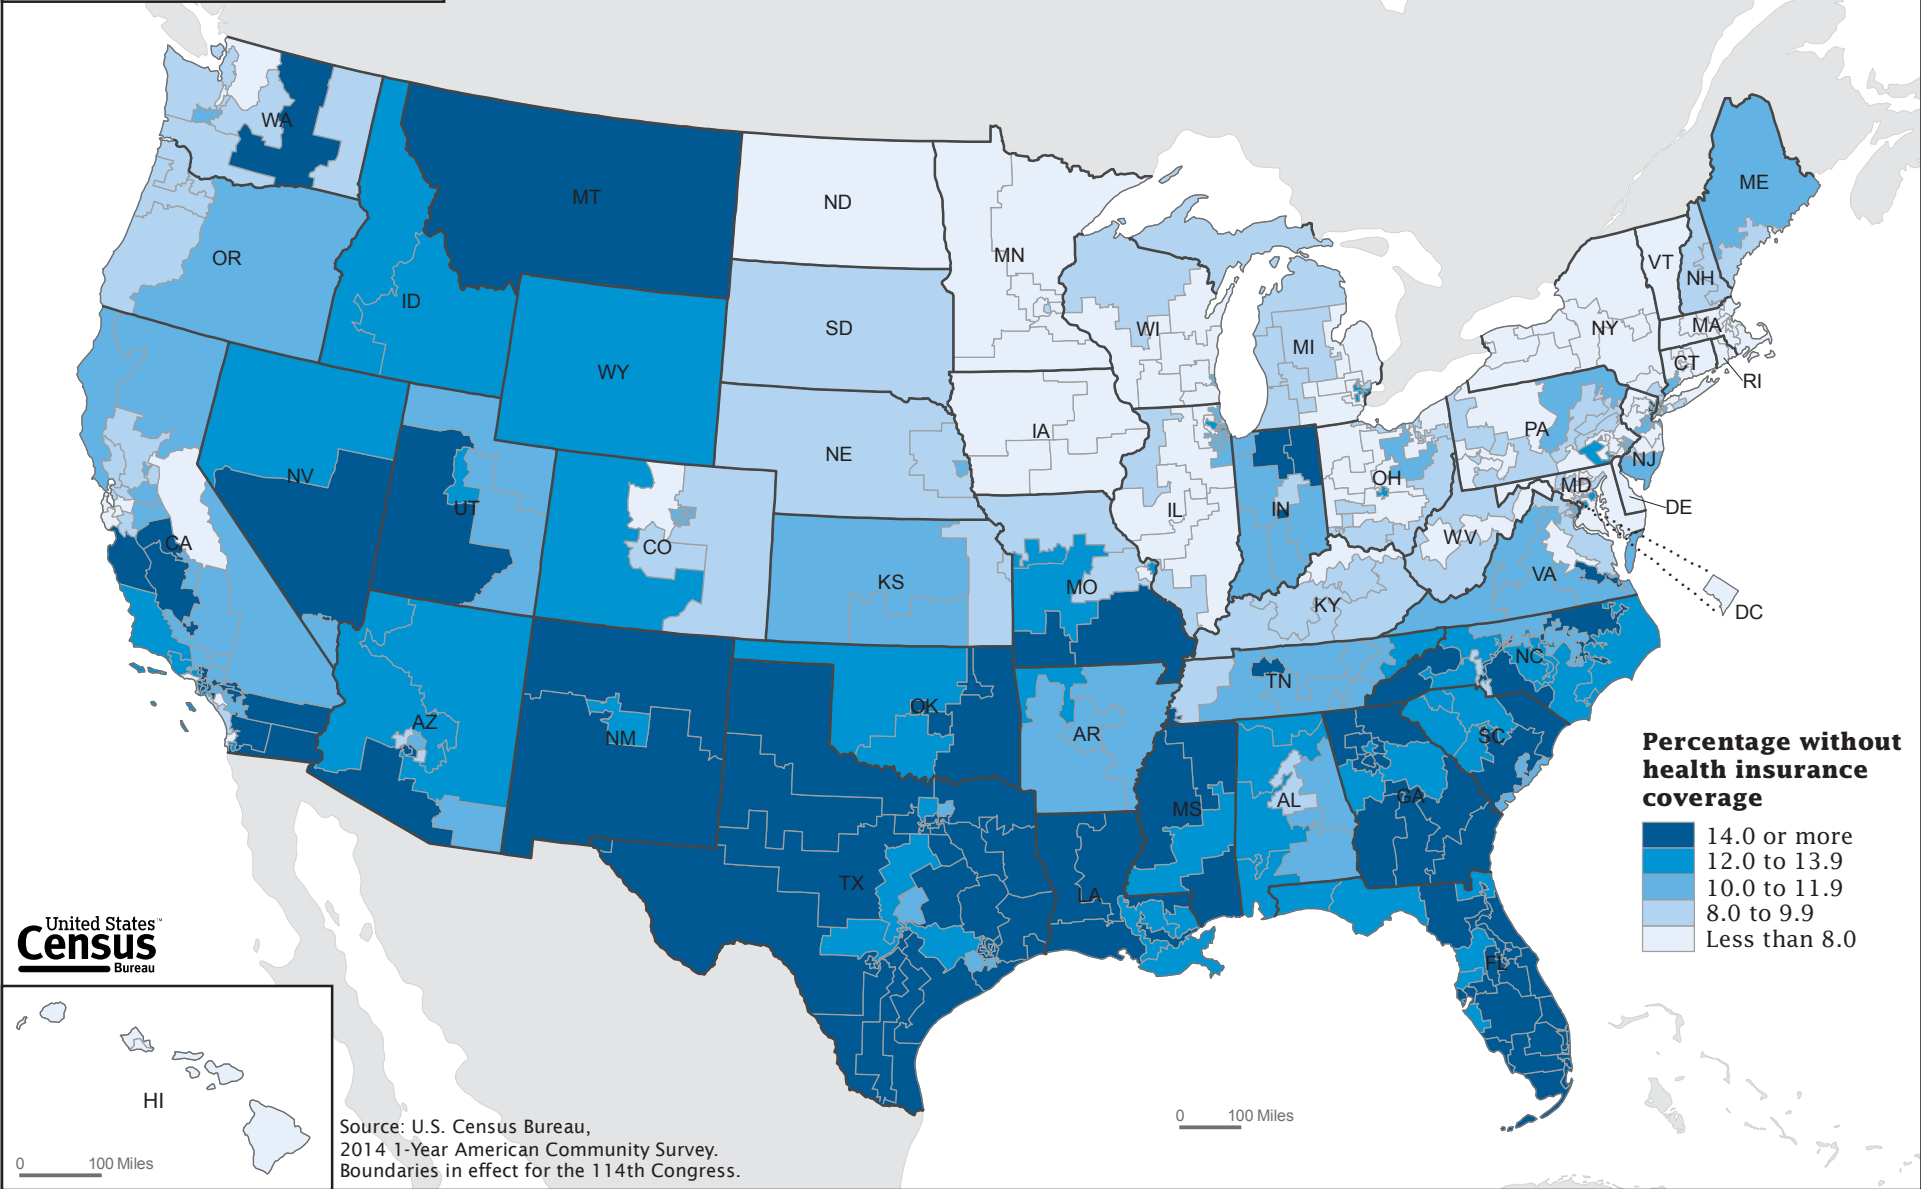 WA
MT
ND
MN
ME
OR
ID
SD
WI
MI
VT
NH
NY
MA
CT
RI
WY
NE
IA
PA
NJ
NV
UT
CO
KS
MO
IL
IN
OH
MD
DE
WV
VA
DC
KY
CA
AZ
NM
OK
AR
TN
NC
SC
MS
AL
GA
TX
LA
FL
Percentage without
health insurance
coverage
14.0 or more
12.0 to 13.9
10.0 to 11.9
8.0 to 9.9
Less than 8.0
United States™
Census
Bureau
HI
0 100 Miles
Source: U.S. Census Bureau,
2014 1-Year American Community Survey.
Boundaries in effect for the 114th Congress.
0 100 Miles